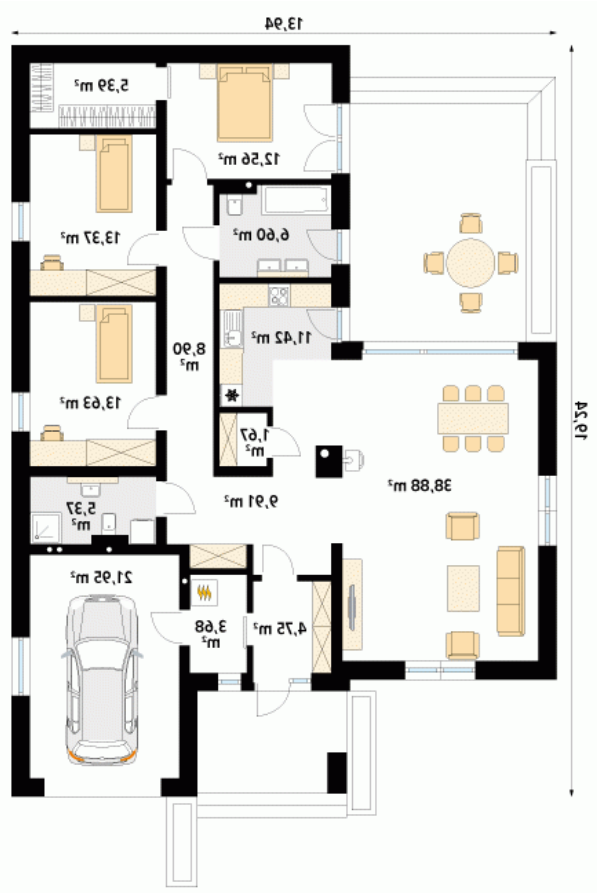 13,94
5,39 m²
12,56 m²
13,37 m²
6,60 m²
8,90
m²
11,42 m²
13,63 m²
19,24
1,67
m²
38,88 m²
9,91 m²
5,37
m²
21,95 m²
3,68
m²
4,75 m²